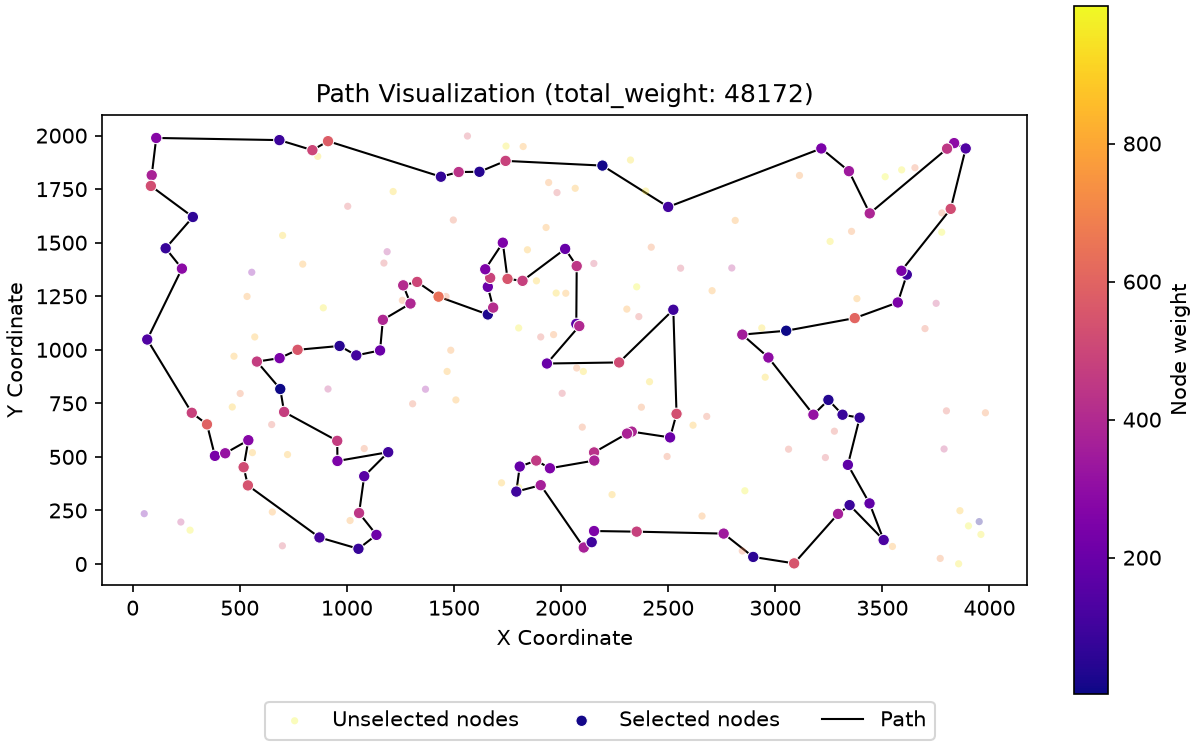 Path Visualization (total_weight: 48172)
2000
1750
1500
1250
1000
750
500
250
0
Y Coordinate
0 500 1000 1500 2000 2500 3000 3500 4000
X Coordinate
800
600
400
200
Node weight
Unselected nodes Selected nodes Path